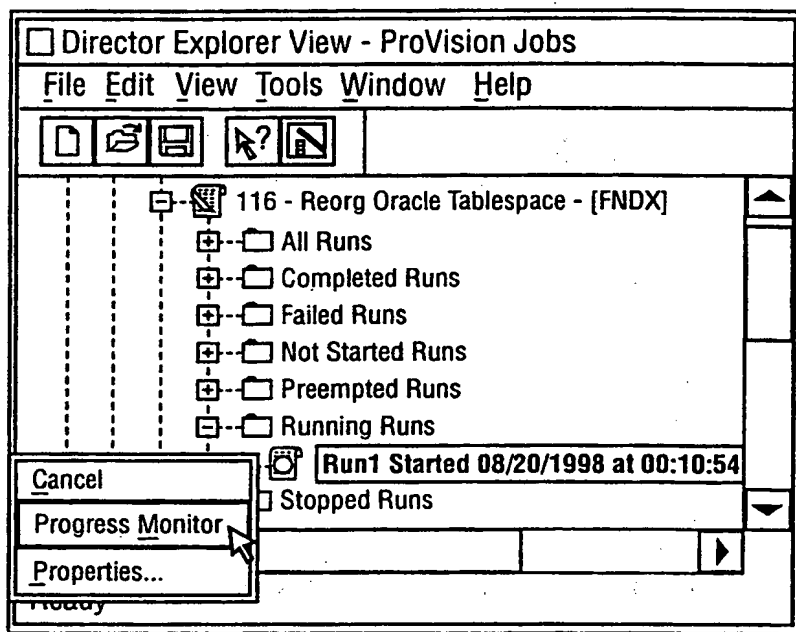 Director Explorer View - ProVision Jobs
File Edit View Tools Window Help
116 - Reorg Oracle Tablespace - [FNDX]
All Runs
Completed Runs
Failed Runs
Not Started Runs
Preempted Runs
Running Runs
Run1 Started 08/20/1998 at 00:10:54
Stopped Runs
Cancel
Progress Monitor
Properties...
Ready